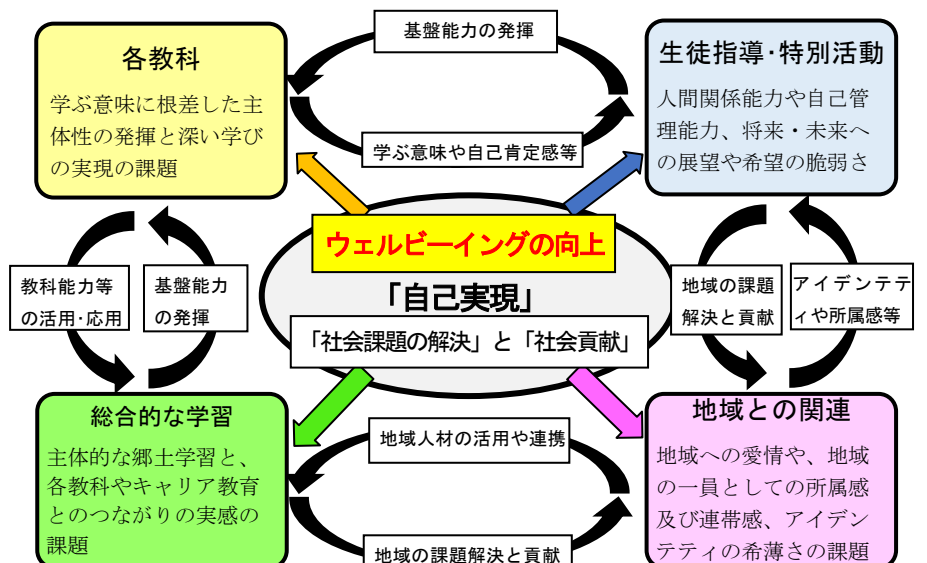 基盤能力の発揮
各教科
学ぶ意味に根差した主
体性の発揮と深い学び
の実現の課題
生徒指導・特別活動
人間関係能力や自己管
理能力、将来・未来へ
の展望や希望の脆弱さ
学ぶ意味や自己肯定感等
ウェルビーイングの向上
「自己実現」
「社会課題の解決」と「社会貢献」
教科能力等
の活用・応用
基盤能力
の発揮
地域の課題
解決と貢献
アイデンテテ
ィや所属感等
総合的な学習
主体的な郷土学習と、
各教科やキャリア教育
とのつながりの実感の
課題
地域人材の活用や連携
地域の課題解決と貢献
地域との関連
地域への愛情や、地域
の一員としての所属感
及び連帯感、アイデン
テティの希薄さの課題